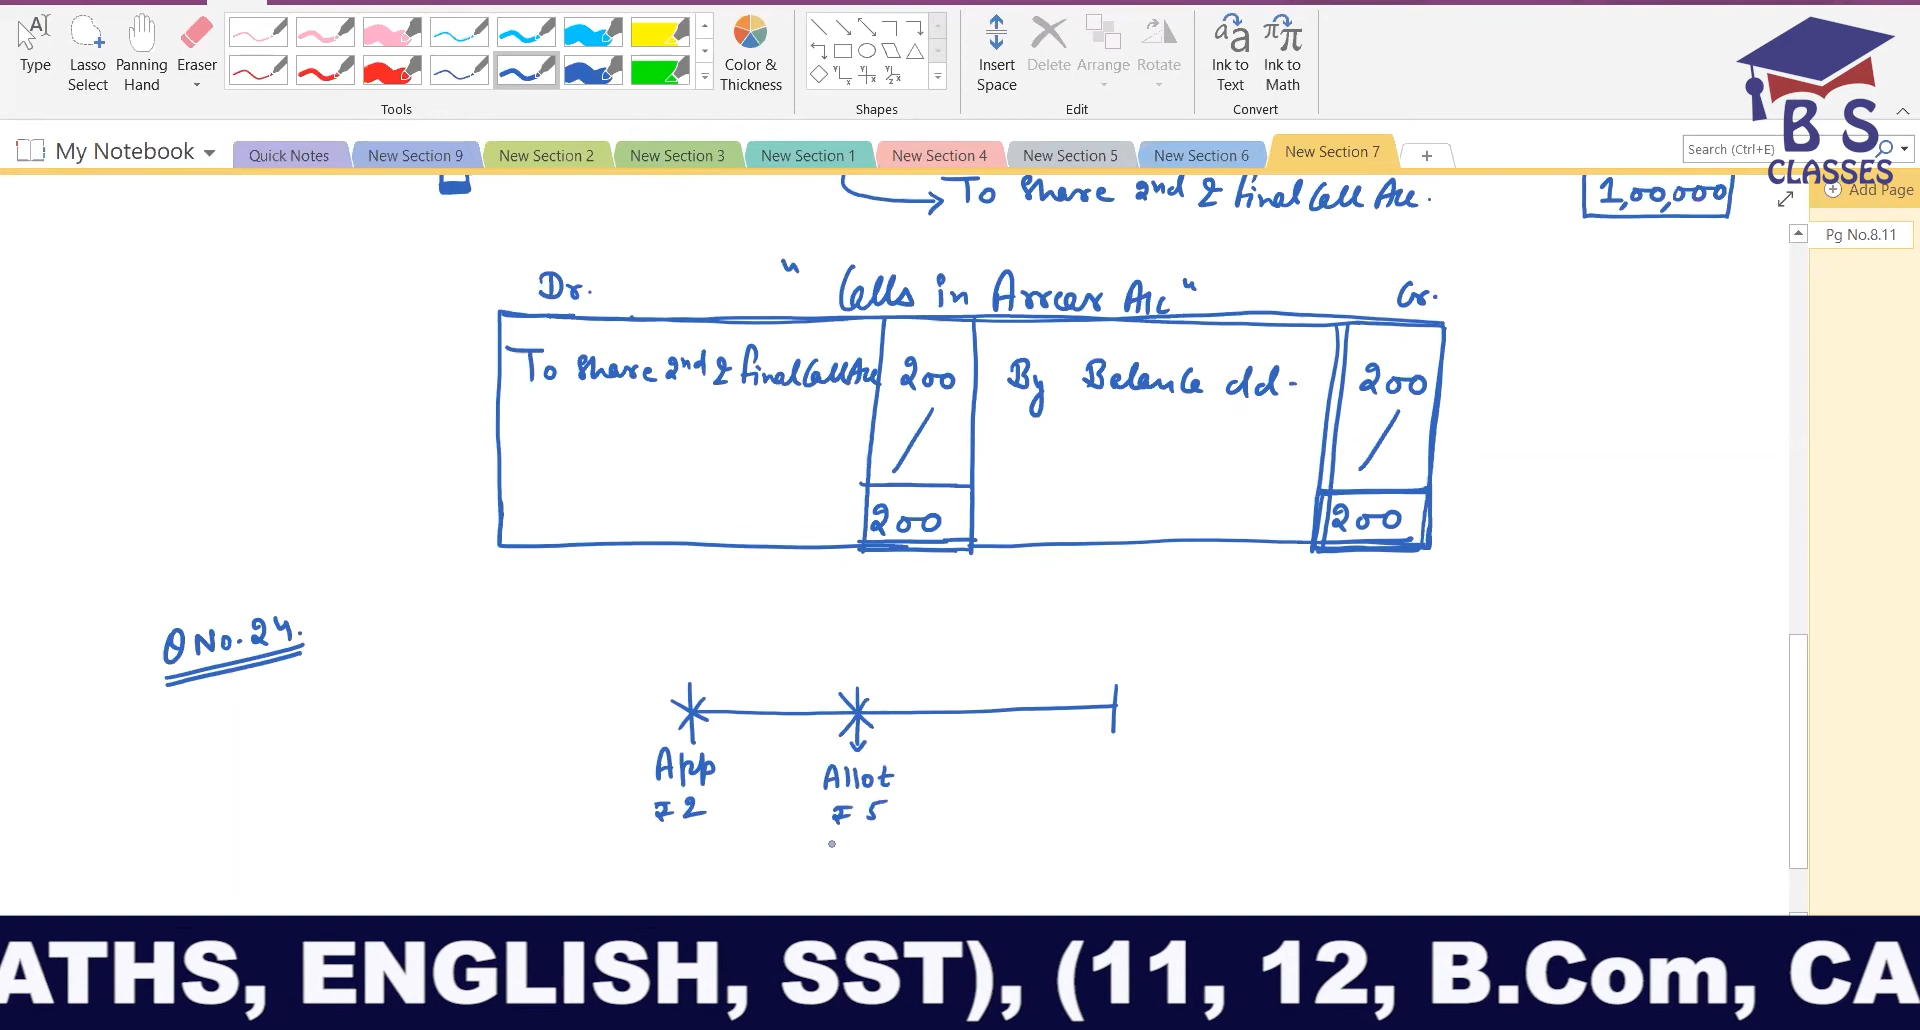 Type
Lasso Select
Panning Hand
Eraser
Color & Thickness
Insert Space
Delete
Arrange
Rotate
Ink to Text
Ink to Math
Tools
Shapes
Edit
Convert
B S
CLASSES
My Notebook
Quick Notes
New Section 9
New Section 2
New Section 3
New Section 1
New Section 4
New Section 5
New Section 6
New Section 7
Search (Ctrl+E)
Add Page
Pg No.8.11
To Share 2nd & final Call A/c.
1,00,000
Dr.
"Calls in Arrear A/c"
Cr.
To Share 2nd & final Call A/c 200
By Balance c/d- 200
200
200
Q No. 24.
App
₹ 2
Allot
₹ 5
ATHS, ENGLISH, SST), (11, 12, B.Com, CA